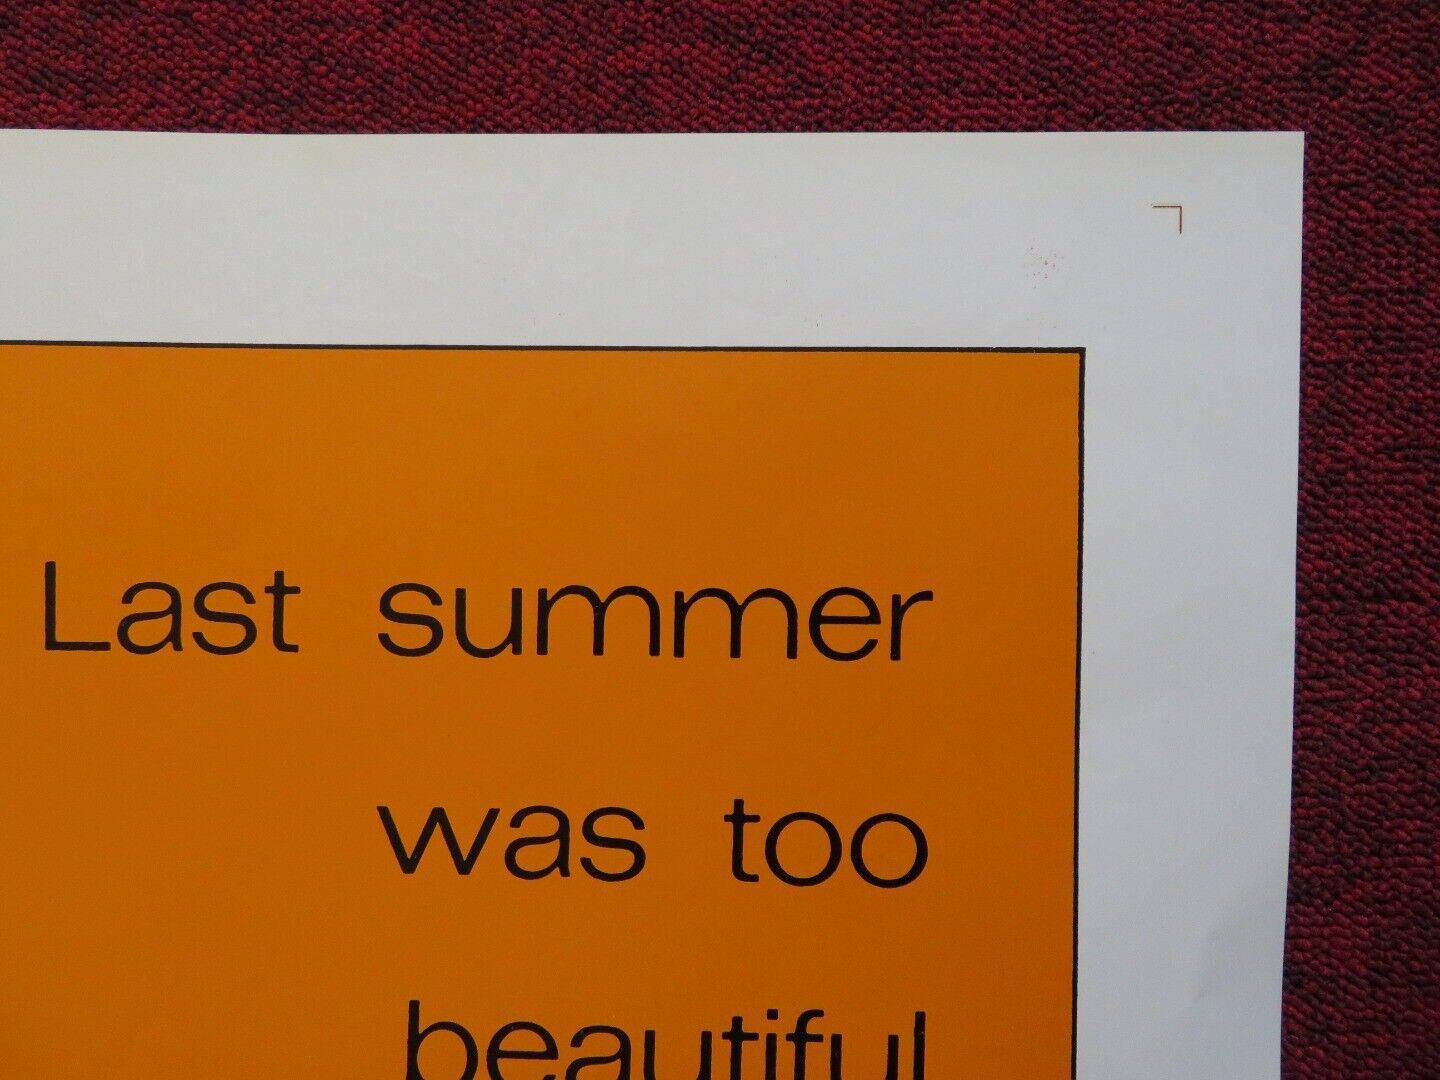 Last summer
was too
beautiful